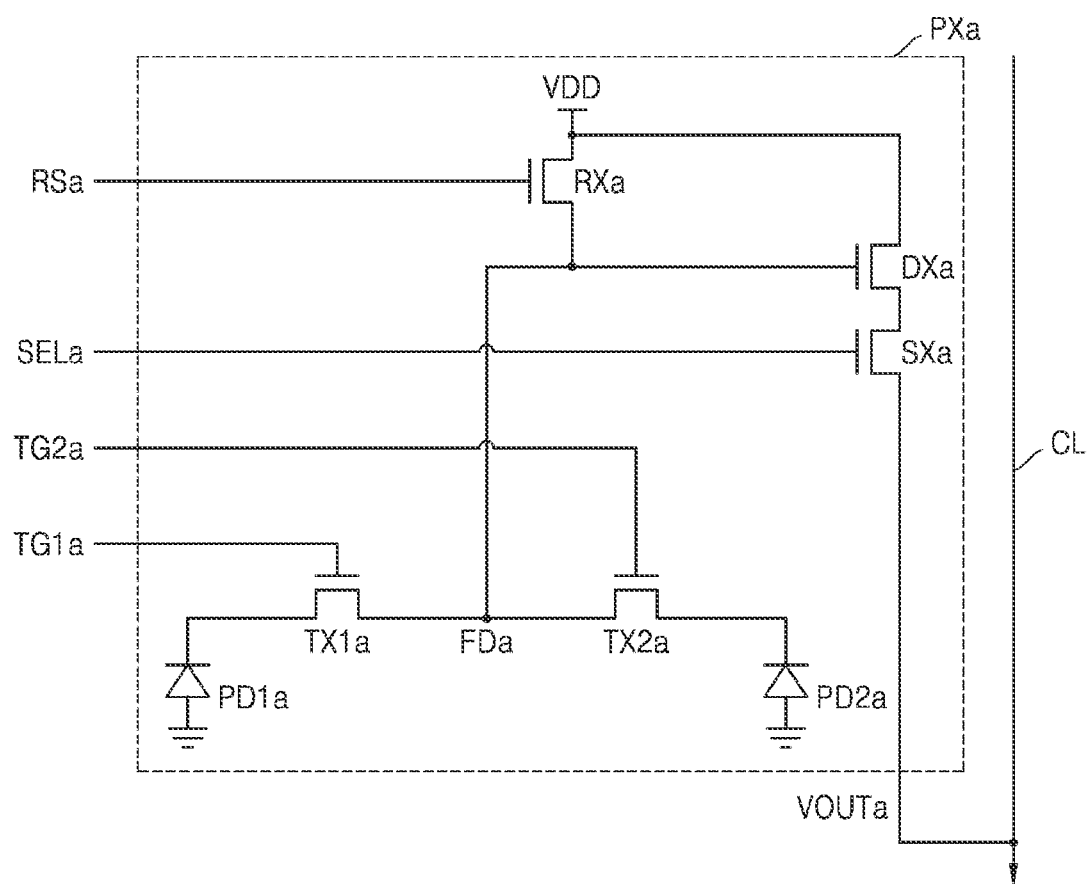 PXa
VDD
RSa
RXa
DXa
SELa
SXa
TG2a
CL
TG1a
TX1a
FDa
TX2a
PD1a
PD2a
VOUTa